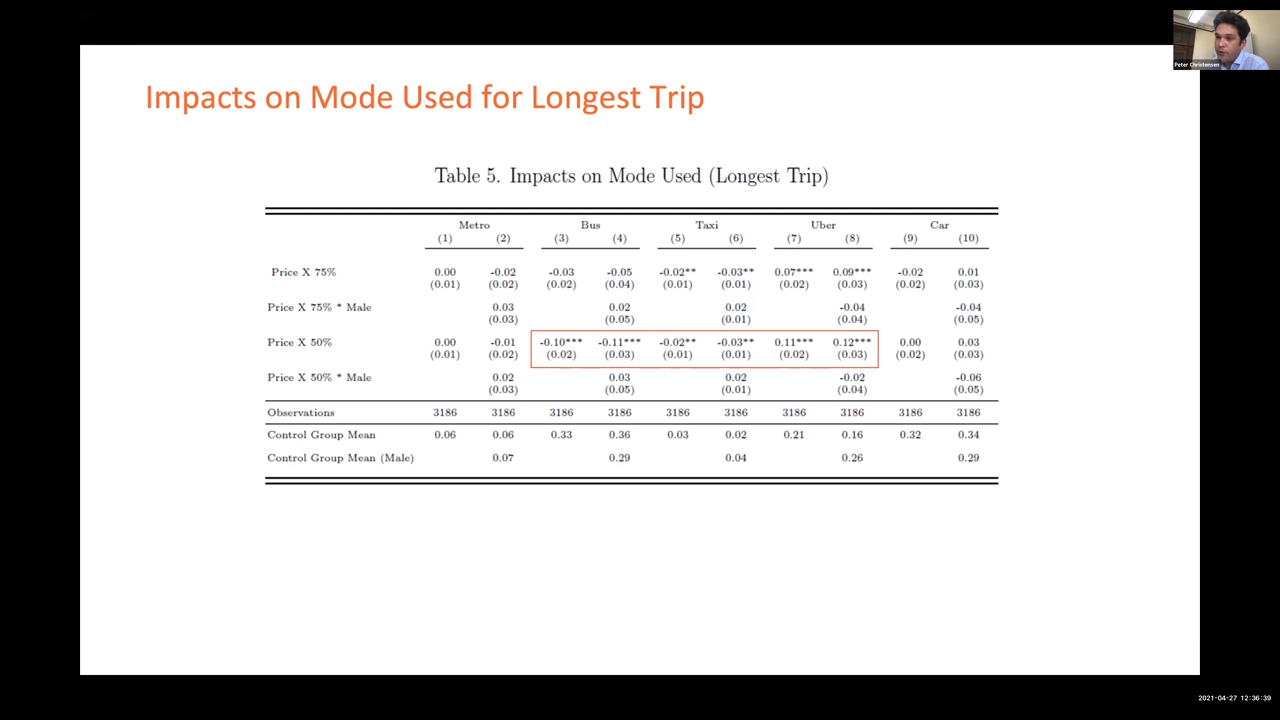 Peter Christensen
Impacts on Mode Used for Longest Trip
Table 5. Impacts on Mode Used (Longest Trip)
Metro Bus Taxi Uber Car
(1) (2) (3) (4) (5) (6) (7) (8) (9) (10)
Price X 75% 0.00 -0.02 -0.03 -0.05 -0.02** -0.03** 0.07*** 0.09*** -0.02 0.01
(0.01) (0.02) (0.02) (0.04) (0.01) (0.01) (0.02) (0.03) (0.02) (0.03)
Price X 75% * Male 0.03 0.02 0.02 -0.04 -0.04
(0.03) (0.05) (0.01) (0.04) (0.05)
Price X 50% 0.00 -0.01 -0.10*** -0.11*** -0.02** -0.03** 0.11*** 0.12*** 0.00 0.03
(0.01) (0.02) (0.02) (0.03) (0.01) (0.01) (0.02) (0.03) (0.02) (0.03)
Price X 50% * Male 0.02 0.03 0.02 -0.02 -0.06
(0.03) (0.05) (0.01) (0.04) (0.05)
Observations 3186 3186 3186 3186 3186 3186 3186 3186 3186 3186
Control Group Mean 0.06 0.06 0.33 0.36 0.03 0.02 0.21 0.16 0.32 0.34
Control Group Mean (Male) 0.07 0.29 0.04 0.26 0.29
2021-04-27 12:36:39